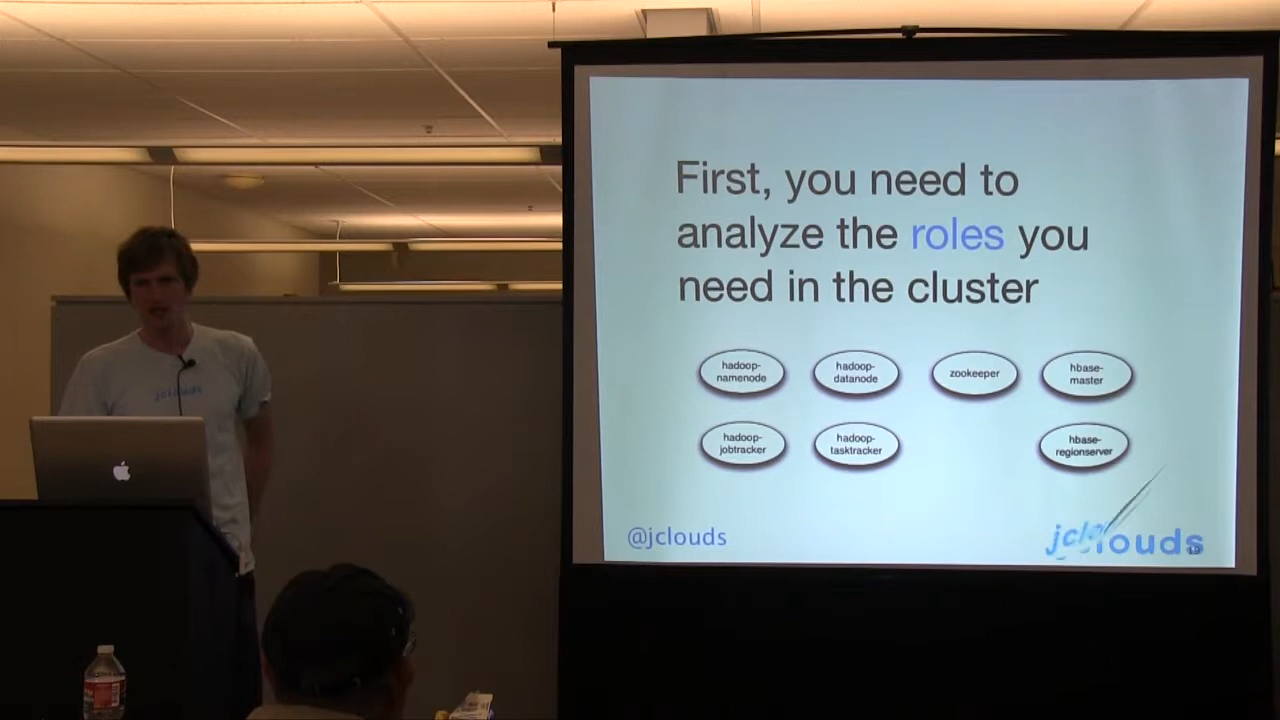 First, you need to
analyze the roles you
need in the cluster
hadoop-
namenode
hadoop-
datanode
zookeeper
hbase-
master
hadoop-
jobtracker
hadoop-
tasktracker
hbase-
regionserver
@jclouds
jclouds
jclouds